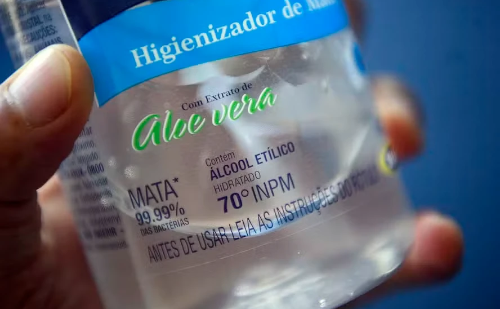 Higienizador de
Com Extrato de
Aloe vera
MATA*
99.99%
DAS BACTÉRIAS
Contém
ÁLCOOL ETÍLICO
HIDRATADO
70° INPM
ANTES DE USAR LEIA AS INSTRUÇÕES DO